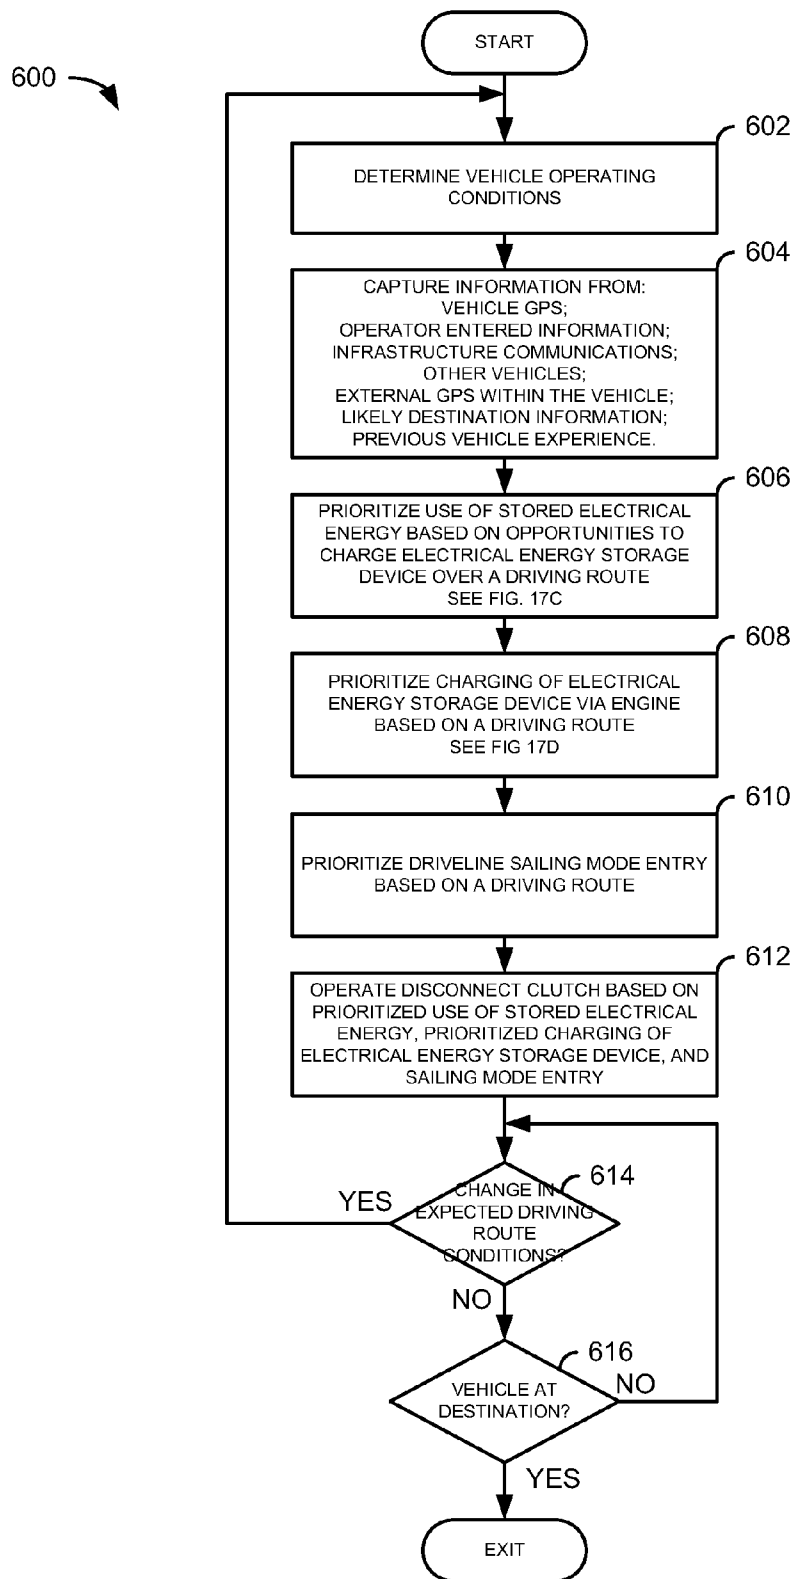 START
600
602
DETERMINE VEHICLE OPERATING
CONDITIONS
604
CAPTURE INFORMATION FROM:
VEHICLE GPS;
OPERATOR ENTERED INFORMATION;
INFRASTRUCTURE COMMUNICATIONS;
OTHER VEHICLES;
EXTERNAL GPS WITHIN THE VEHICLE;
LIKELY DESTINATION INFORMATION;
PREVIOUS VEHICLE EXPERIENCE.
606
PRIORITIZE USE OF STORED ELECTRICAL
ENERGY BASED ON OPPORTUNITIES TO
CHARGE ELECTRICAL ENERGY STORAGE
DEVICE OVER A DRIVING ROUTE
SEE FIG. 17C
608
PRIORITIZE CHARGING OF ELECTRICAL
ENERGY STORAGE DEVICE VIA ENGINE
BASED ON A DRIVING ROUTE
SEE FIG 17D
610
PRIORITIZE DRIVELINE SAILING MODE ENTRY
BASED ON A DRIVING ROUTE
612
OPERATE DISCONNECT CLUTCH BASED ON
PRIORITIZED USE OF STORED ELECTRICAL
ENERGY, PRIORITIZED CHARGING OF
ELECTRICAL ENERGY STORAGE DEVICE, AND
SAILING MODE ENTRY
614
YES
CHANGE IN
EXPECTED DRIVING
ROUTE
CONDITIONS?
NO
616
VEHICLE AT
DESTINATION?
NO
YES
EXIT